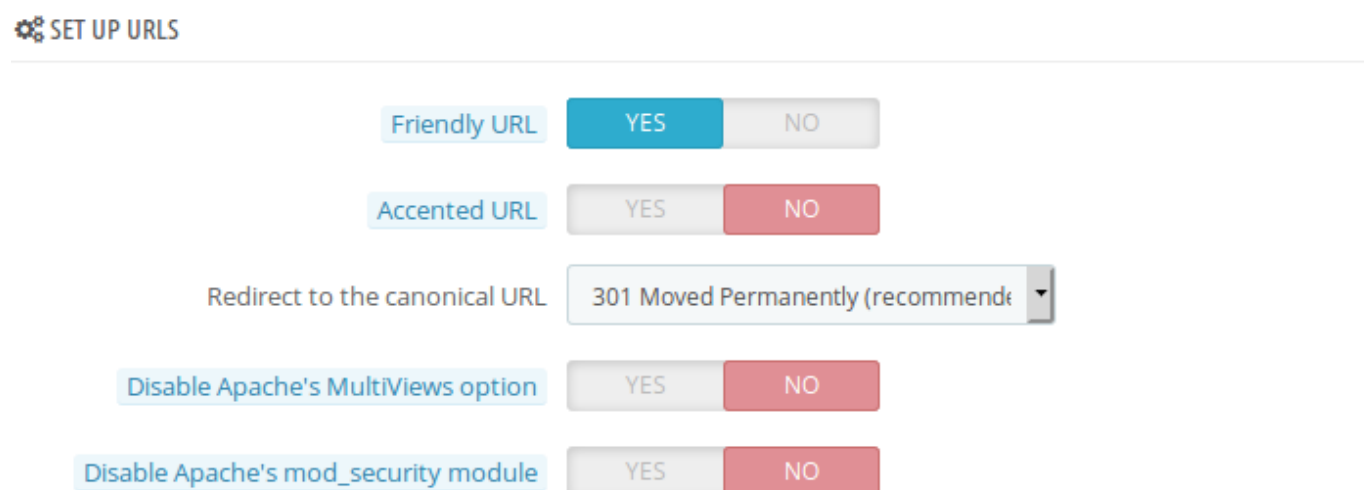 SET UP URLS
Friendly URL YES NO
Accented URL YES NO
Redirect to the canonical URL 301 Moved Permanently (recommende
Disable Apache's MultiViews option YES NO
Disable Apache's mod_security module YES NO